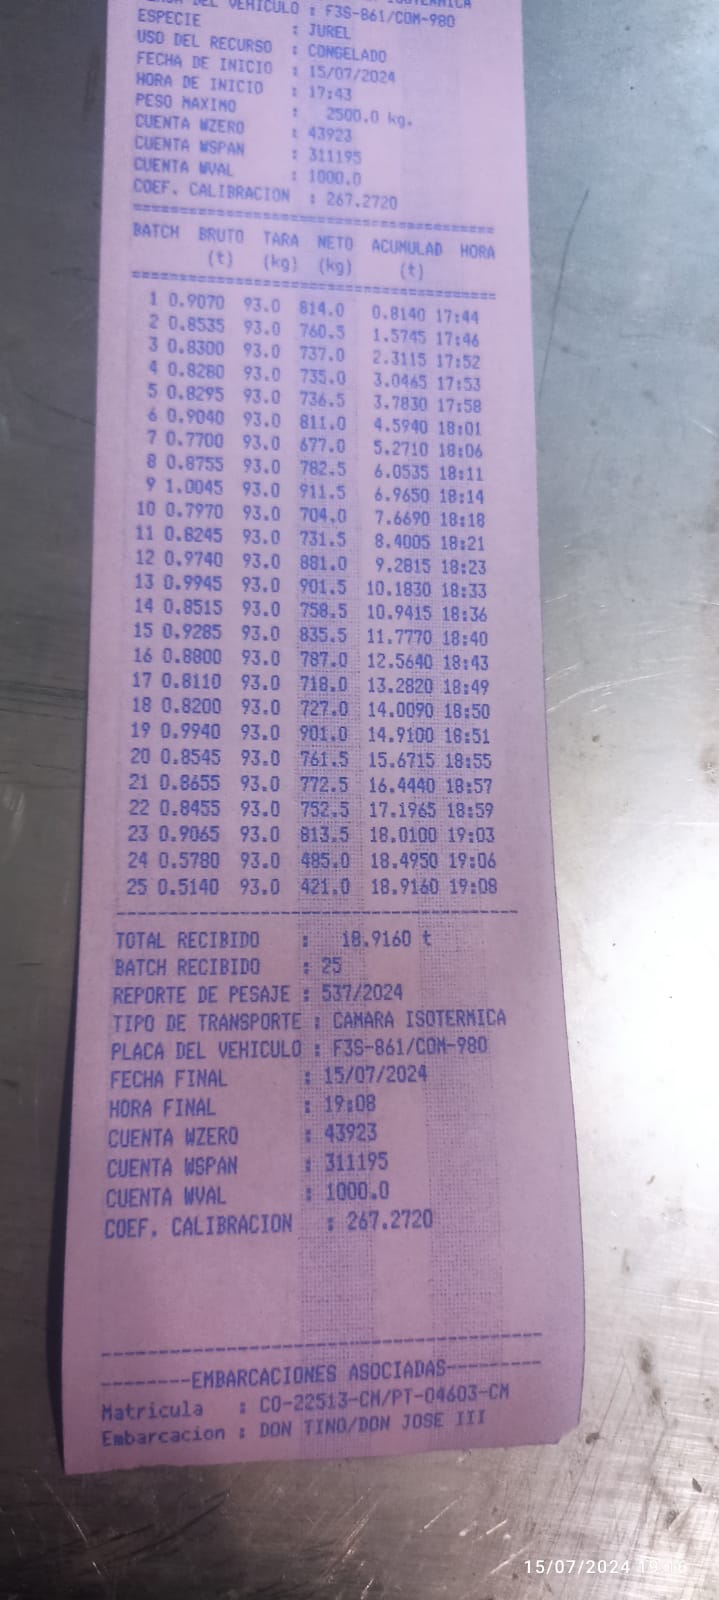 DEL VEHICULO : F3S-861/COM-980
ESPECIE : JUREL
USO DEL RECURSO : CONGELADO
FECHA DE INICIO : 15/07/2024
HORA DE INICIO : 17:43
PESO MAXIMO : 2500.0 kg.
CUENTA WZERO : 43923
CUENTA WSPAN : 311195
CUENTA WVAL : 1000.0
COEF. CALIBRACION : 267.2720
==========================================
BATCH BRUTO TARA NETO ACUMULAD HORA
(t) (kg) (kg) (t)
==========================================
1 0.9070 93.0 814.0 0.8140 17:44
2 0.8535 93.0 760.5 1.5745 17:46
3 0.8300 93.0 737.0 2.3115 17:52
4 0.8280 93.0 735.0 3.0465 17:53
5 0.8295 93.0 736.5 3.7830 17:58
6 0.9040 93.0 811.0 4.5940 18:01
7 0.7700 93.0 677.0 5.2710 18:06
8 0.8755 93.0 782.5 6.0535 18:11
9 1.0045 93.0 911.5 6.9650 18:14
10 0.7970 93.0 704.0 7.6690 18:18
11 0.8245 93.0 731.5 8.4005 18:21
12 0.9740 93.0 881.0 9.2815 18:23
13 0.9945 93.0 901.5 10.1830 18:33
14 0.8515 93.0 758.5 10.9415 18:36
15 0.9285 93.0 835.5 11.7770 18:40
16 0.8800 93.0 787.0 12.5640 18:43
17 0.8110 93.0 718.0 13.2820 18:49
18 0.8200 93.0 727.0 14.0090 18:50
19 0.9940 93.0 901.0 14.9100 18:51
20 0.8545 93.0 761.5 15.6715 18:55
21 0.8655 93.0 772.5 16.4440 18:57
22 0.8455 93.0 752.5 17.1965 18:59
23 0.9065 93.0 813.5 18.0100 19:03
24 0.5780 93.0 485.0 18.4950 19:06
25 0.5140 93.0 421.0 18.9160 19:08
------------------------------------------
TOTAL RECIBIDO : 18.9160 t
BATCH RECIBIDO : 25
REPORTE DE PESAJE : 537/2024
TIPO DE TRANSPORTE : CAMARA ISOTERMICA
PLACA DEL VEHICULO : F3S-861/COM-980
FECHA FINAL : 15/07/2024
HORA FINAL : 19:08
CUENTA WZERO : 43923
CUENTA WSPAN : 311195
CUENTA WVAL : 1000.0
COEF. CALIBRACION : 267.2720
------------------------------------------
--------EMBARCACIONES ASOCIADAS--------
Matricula : CO-22513-CM/PT-04603-CM
Embarcacion : DON TINO/DON JOSE III
15/07/2024